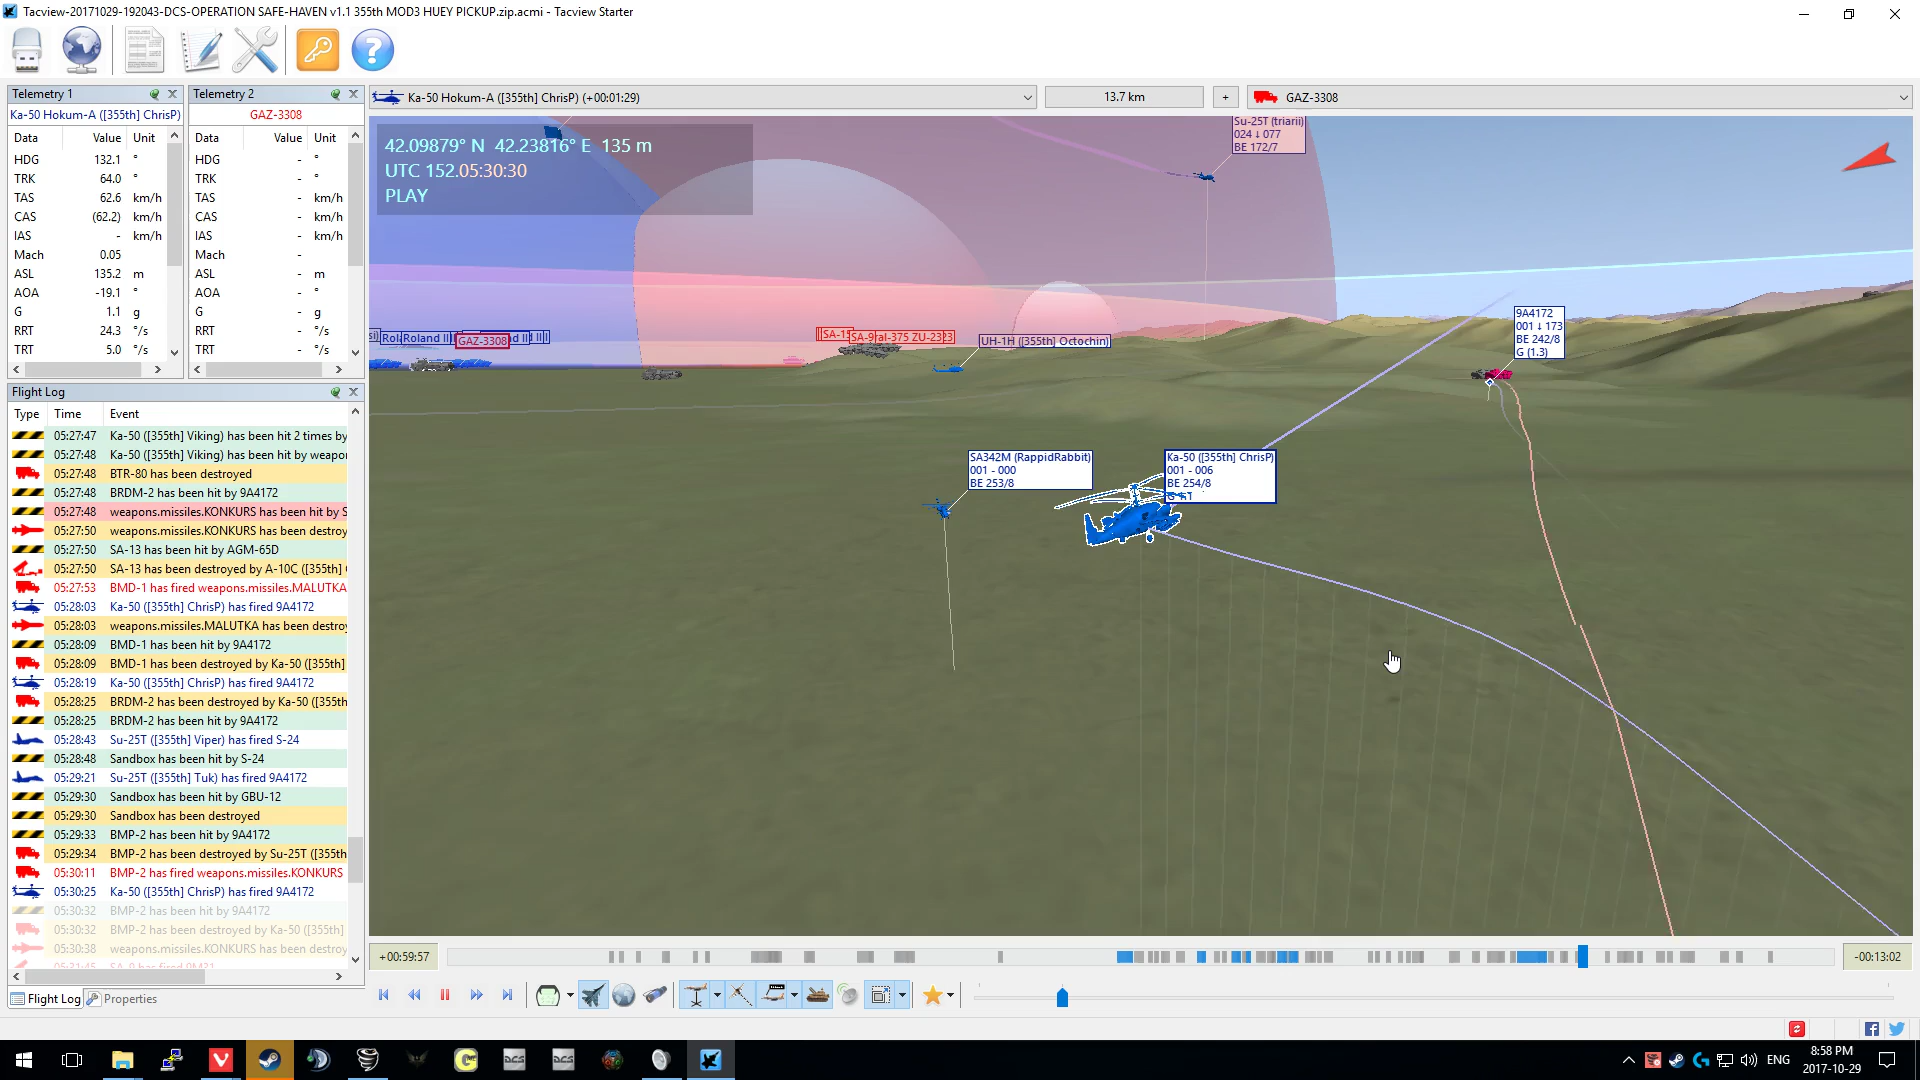 Tacview-20171029-192043-DCS-OPERATION SAFE-HAVEN v1.1 355th MOD3 HUEY PICKUP.zip.acmi - Tacview Starter
Telemetry 1
Ka-50 Hokum-A ([355th] ChrisP)
Data Value Unit
HDG 132.1 °
TRK 64.0 °
TAS 62.6 km/h
CAS (62.2) km/h
IAS - km/h
Mach 0.05
ASL 135.2 m
AOA -19.1 °
G 1.1 g
RRT 24.3 °/s
TRT 5.0 °/s
Telemetry 2
GAZ-3308
Data Value Unit
HDG - °
TRK - °
TAS - km/h
CAS - km/h
IAS - km/h
Mach -
ASL - m
AOA - °
G - g
RRT - °/s
TRT - °/s
Flight Log
Type Time Event
05:27:47 Ka-50 ([355th] Viking) has been hit 2 times by
05:27:48 Ka-50 ([355th] Viking) has been hit by weapon
05:27:48 BTR-80 has been destroyed
05:27:48 BRDM-2 has been hit by 9A4172
05:27:48 weapons.missiles.KONKURS has been hit by S
05:27:50 weapons.missiles.KONKURS has been destroy
05:27:50 SA-13 has been hit by AGM-65D
05:27:50 SA-13 has been destroyed by A-10C ([355th]
05:27:53 BMD-1 has fired weapons.missiles.MALUTKA
05:28:03 Ka-50 ([355th] ChrisP) has fired 9A4172
05:28:03 weapons.missiles.MALUTKA has been destroy
05:28:09 BMD-1 has been hit by 9A4172
05:28:09 BMD-1 has been destroyed by Ka-50 ([355th]
05:28:19 Ka-50 ([355th] ChrisP) has fired 9A4172
05:28:25 BRDM-2 has been destroyed by Ka-50 ([355th
05:28:25 BRDM-2 has been hit by 9A4172
05:28:43 Su-25T ([355th] Viper) has fired S-24
05:28:48 Sandbox has been hit by S-24
05:29:21 Su-25T ([355th] Tuk) has fired 9A4172
05:29:30 Sandbox has been hit by GBU-12
05:29:30 Sandbox has been destroyed
05:29:33 BMP-2 has been hit by 9A4172
05:29:34 BMP-2 has been destroyed by Su-25T ([355th
05:30:11 BMP-2 has fired weapons.missiles.KONKURS
05:30:25 Ka-50 ([355th] ChrisP) has fired 9A4172
05:30:32 BMP-2 has been hit by 9A4172
05:30:32 BMP-2 has been destroyed by Ka-50 ([355th]
05:30:38 weapons.missiles.KONKURS has been destroy
05:31:45 SA-9 has fired 9M31
Flight Log Properties
Ka-50 Hokum-A ([355th] ChrisP) (+00:01:29)
13.7 km
+
GAZ-3308
42.09879° N 42.23816° E 135 m
UTC 152.05:30:30
PLAY
Su-25T (triarii)
024 ↓ 077
BE 172/7
9A4172
001 ↓ 173
BE 242/8
G (1.3)
Roland II
GAZ-3308
UH-1H ([355th] Octochin)
SA342M (RappidRabbit)
001 - 000
BE 253/8
Ka-50 ([355th] ChrisP)
001 - 006
BE 254/8
+00:59:57
-00:13:02
ENG
8:58 PM
2017-10-29